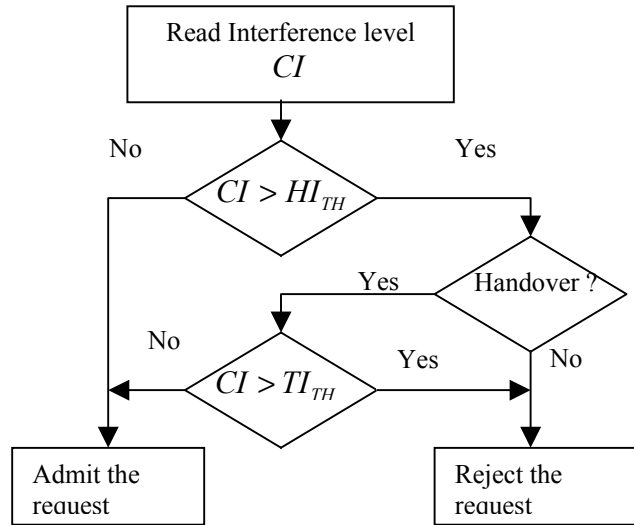 Read Interference level
CI
No
Yes
CI > HI_TH
Handover ?
Yes
No
CI > TI_TH
Yes
No
Admit the
request
Reject the
request